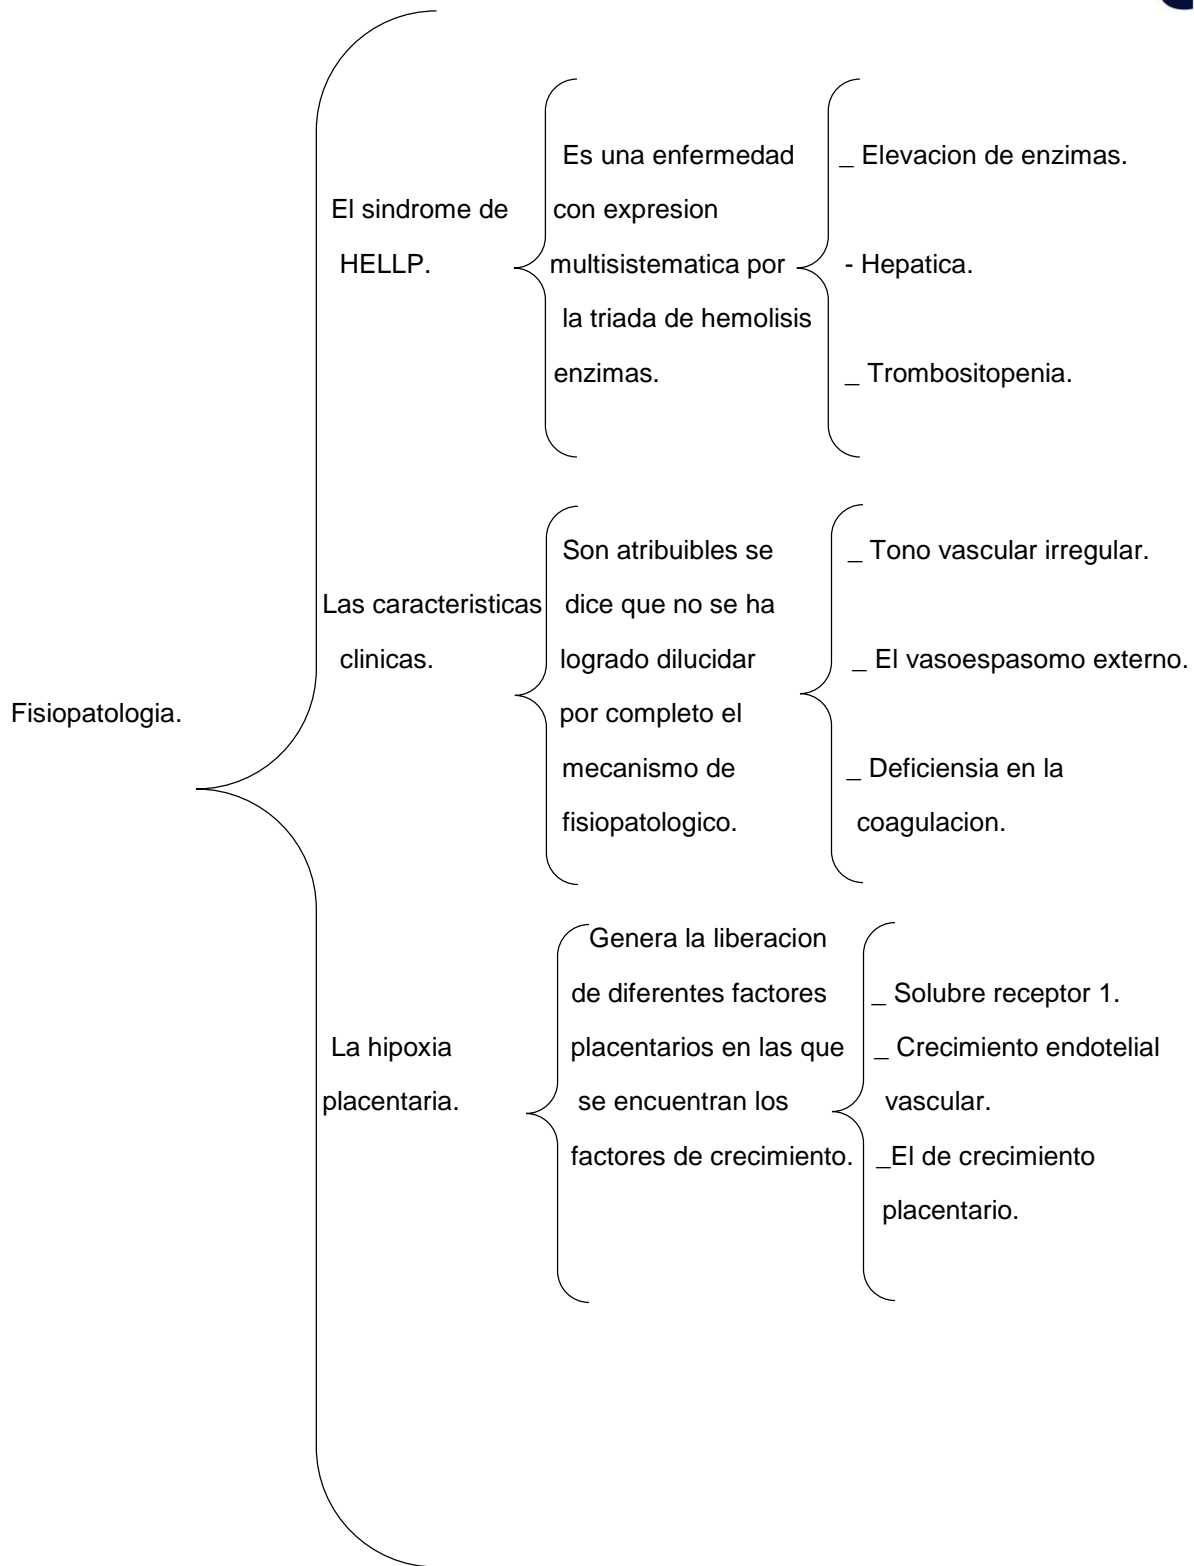 Fisiopatologia.
El sindrome de
HELLP.
Es una enfermedad
con expresion
multisistematica por
la triada de hemolisis
enzimas.
_ Elevacion de enzimas.
- Hepatica.
_ Trombositopenia.
Las caracteristicas
clinicas.
Son atribuibles se
dice que no se ha
logrado dilucidar
por completo el
mecanismo de
fisiopatologico.
_ Tono vascular irregular.
_ El vasoespasomo externo.
_ Deficiensia en la
coagulacion.
La hipoxia
placentaria.
Genera la liberacion
de diferentes factores
placentarios en las que
se encuentran los
factores de crecimiento.
_ Solubre receptor 1.
_ Crecimiento endotelial
vascular.
_El de crecimiento
placentario.